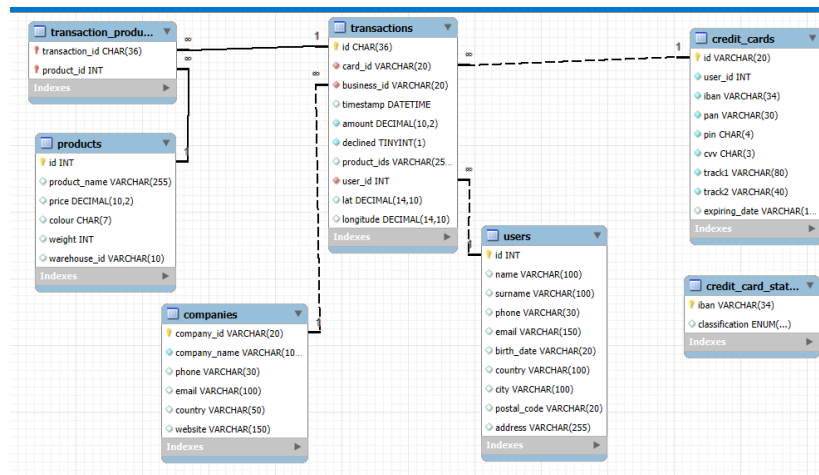 transaction_produ...
transaction_id CHAR(36)
product_id INT
Indexes
products
id INT
product_name VARCHAR(255)
price DECIMAL(10,2)
colour CHAR(7)
weight INT
warehouse_id VARCHAR(10)
Indexes
companies
company_id VARCHAR(20)
company_name VARCHAR(10...
phone VARCHAR(30)
email VARCHAR(100)
country VARCHAR(50)
website VARCHAR(150)
Indexes
transactions
id CHAR(36)
card_id VARCHAR(20)
business_id VARCHAR(20)
timestamp DATETIME
amount DECIMAL(10,2)
declined TINYINT(1)
product_ids VARCHAR(25...
user_id INT
lat DECIMAL(14,10)
longitude DECIMAL(14,10)
Indexes
users
id INT
name VARCHAR(100)
surname VARCHAR(100)
phone VARCHAR(30)
email VARCHAR(150)
birth_date VARCHAR(20)
country VARCHAR(100)
city VARCHAR(100)
postal_code VARCHAR(20)
address VARCHAR(255)
Indexes
credit_cards
id VARCHAR(20)
user_id INT
iban VARCHAR(34)
pan VARCHAR(30)
pin CHAR(4)
cvv CHAR(3)
track1 VARCHAR(80)
track2 VARCHAR(40)
expiring_date VARCHAR(1...
Indexes
credit_card_stat...
iban VARCHAR(34)
classification ENUM(...)
Indexes
∞
1
∞
1
∞
1
∞
1
∞
1